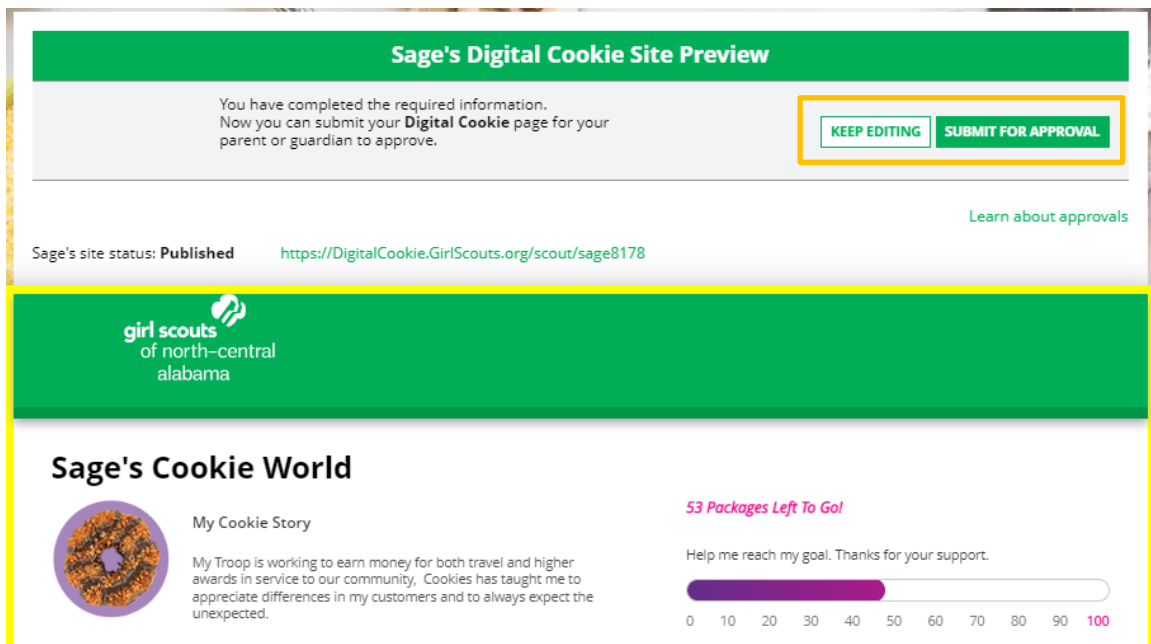 Sage's Digital Cookie Site Preview
You have completed the required information.
Now you can submit your Digital Cookie page for your
parent or guardian to approve.
KEEP EDITING
SUBMIT FOR APPROVAL
Learn about approvals
Sage's site status: Published
https://DigitalCookie.GirlScouts.org/scout/sage8178
girl scouts
of north-central
alabama
Sage's Cookie World
My Cookie Story
My Troop is working to earn money for both travel and higher
awards in service to our community, Cookies has taught me to
appreciate differences in my customers and to always expect the
unexpected.
53 Packages Left To Go!
Help me reach my goal. Thanks for your support.
0 10 20 30 40 50 60 70 80 90 100